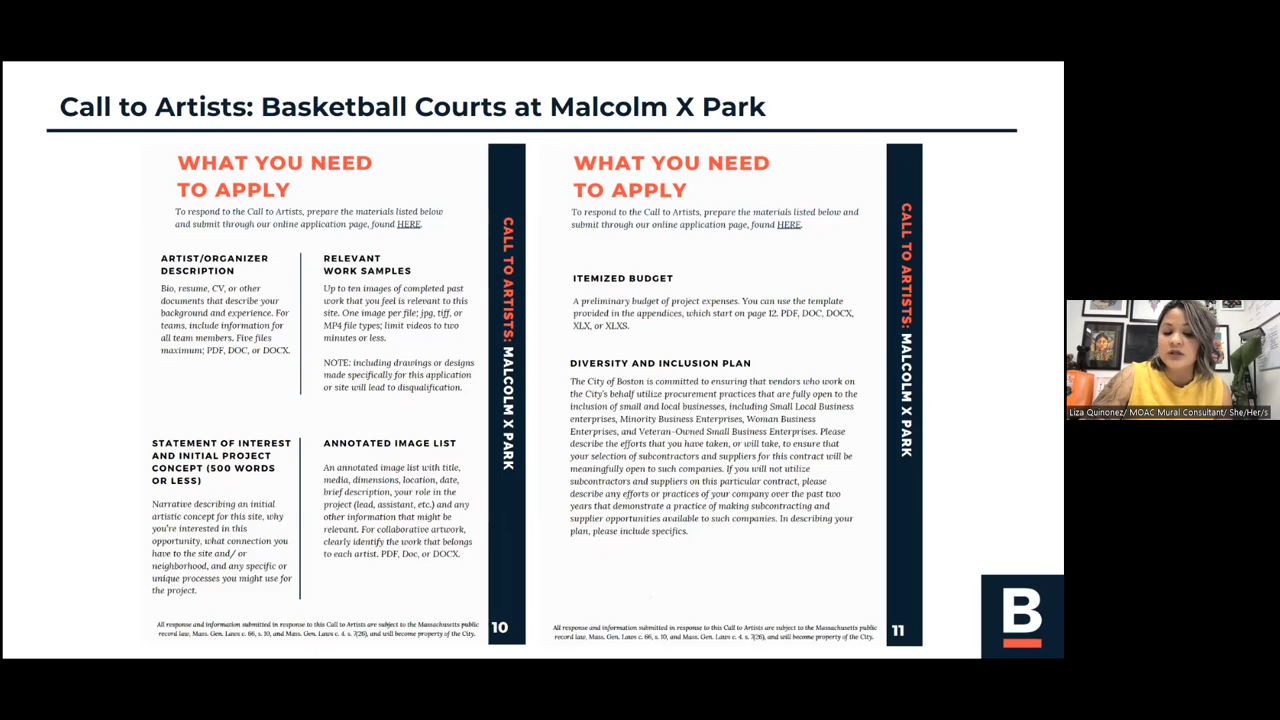 Call to Artists: Basketball Courts at Malcolm X Park
WHAT YOU NEED
TO APPLY
To respond to the Call to Artists, prepare the materials listed below
and submit through our online application page, found HERE.
ARTIST/ORGANIZER
DESCRIPTION
Bio, resume, CV, or other
documents that describe your
background and experience. For
teams, include information for
all team members. Five files
maximum; PDF, DOC, or DOCX.
RELEVANT
WORK SAMPLES
Up to ten images of completed past
work that you feel is relevant to this
site. One image per file; jpg, tiff, or
MP4 file types; limit videos to two
minutes or less.
NOTE: including drawings or designs
made specifically for this application
or site will lead to disqualification.
STATEMENT OF INTEREST
AND INITIAL PROJECT
CONCEPT (500 WORDS
OR LESS)
Narrative describing an initial
artistic concept for this site, why
you're interested in this
opportunity, what connection you
have to the site and/ or
neighborhood, and any specific or
unique processes you might use for
the project.
ANNOTATED IMAGE LIST
An annotated image list with title,
media, dimensions, location, date,
brief description, your role in the
project (lead, assistant, etc.) and any
other information that might be
relevant. For collaborative artwork,
clearly identify the work that belongs
to each artist. PDF, Doc, or DOCX.
All response and information submitted in response to this Call to Artists are subject to the Massachusetts public
record law, Mass. Gen. Laws c. 66, s. 10, and Mass. Gen. Laws c. 4. s. 7(26), and will become property of the City.
CALL TO ARTISTS: MALCOLM X PARK
10
WHAT YOU NEED
TO APPLY
To respond to the Call to Artists, prepare the materials listed below and
submit through our online application page, found HERE.
ITEMIZED BUDGET
A preliminary budget of project expenses. You can use the template
provided in the appendices, which start on page 12. PDF, DOC, DOCX,
XLX, or XLXS.
DIVERSITY AND INCLUSION PLAN
The City of Boston is committed to ensuring that vendors who work on
the City's behalf utilize procurement practices that are fully open to the
inclusion of small and local businesses, including Small Local Business
enterprises, Minority Business Enterprises, Woman Business
Enterprises, and Veteran-Owned Small Business Enterprises. Please
describe the efforts that you have taken, or will take, to ensure that
your selection of subcontractors and suppliers for this contract will be
meaningfully open to such companies. If you will not utilize
subcontractors and suppliers on this particular contract, please
describe any efforts or practices of your company over the past two
years that demonstrate a practice of making subcontracting and
supplier opportunities available to such companies. In describing your
plan, please include specifics.
All response and information submitted in response to this Call to Artists are subject to the Massachusetts public
record law, Mass. Gen. Laws c. 66, s. 10, and Mass. Gen. Laws c. 4. s. 7(26), and will become property of the City.
CALL TO ARTISTS: MALCOLM X PARK
11
B
Liza Quinonez/ MOAC Mural Consultant/ She/Her/s